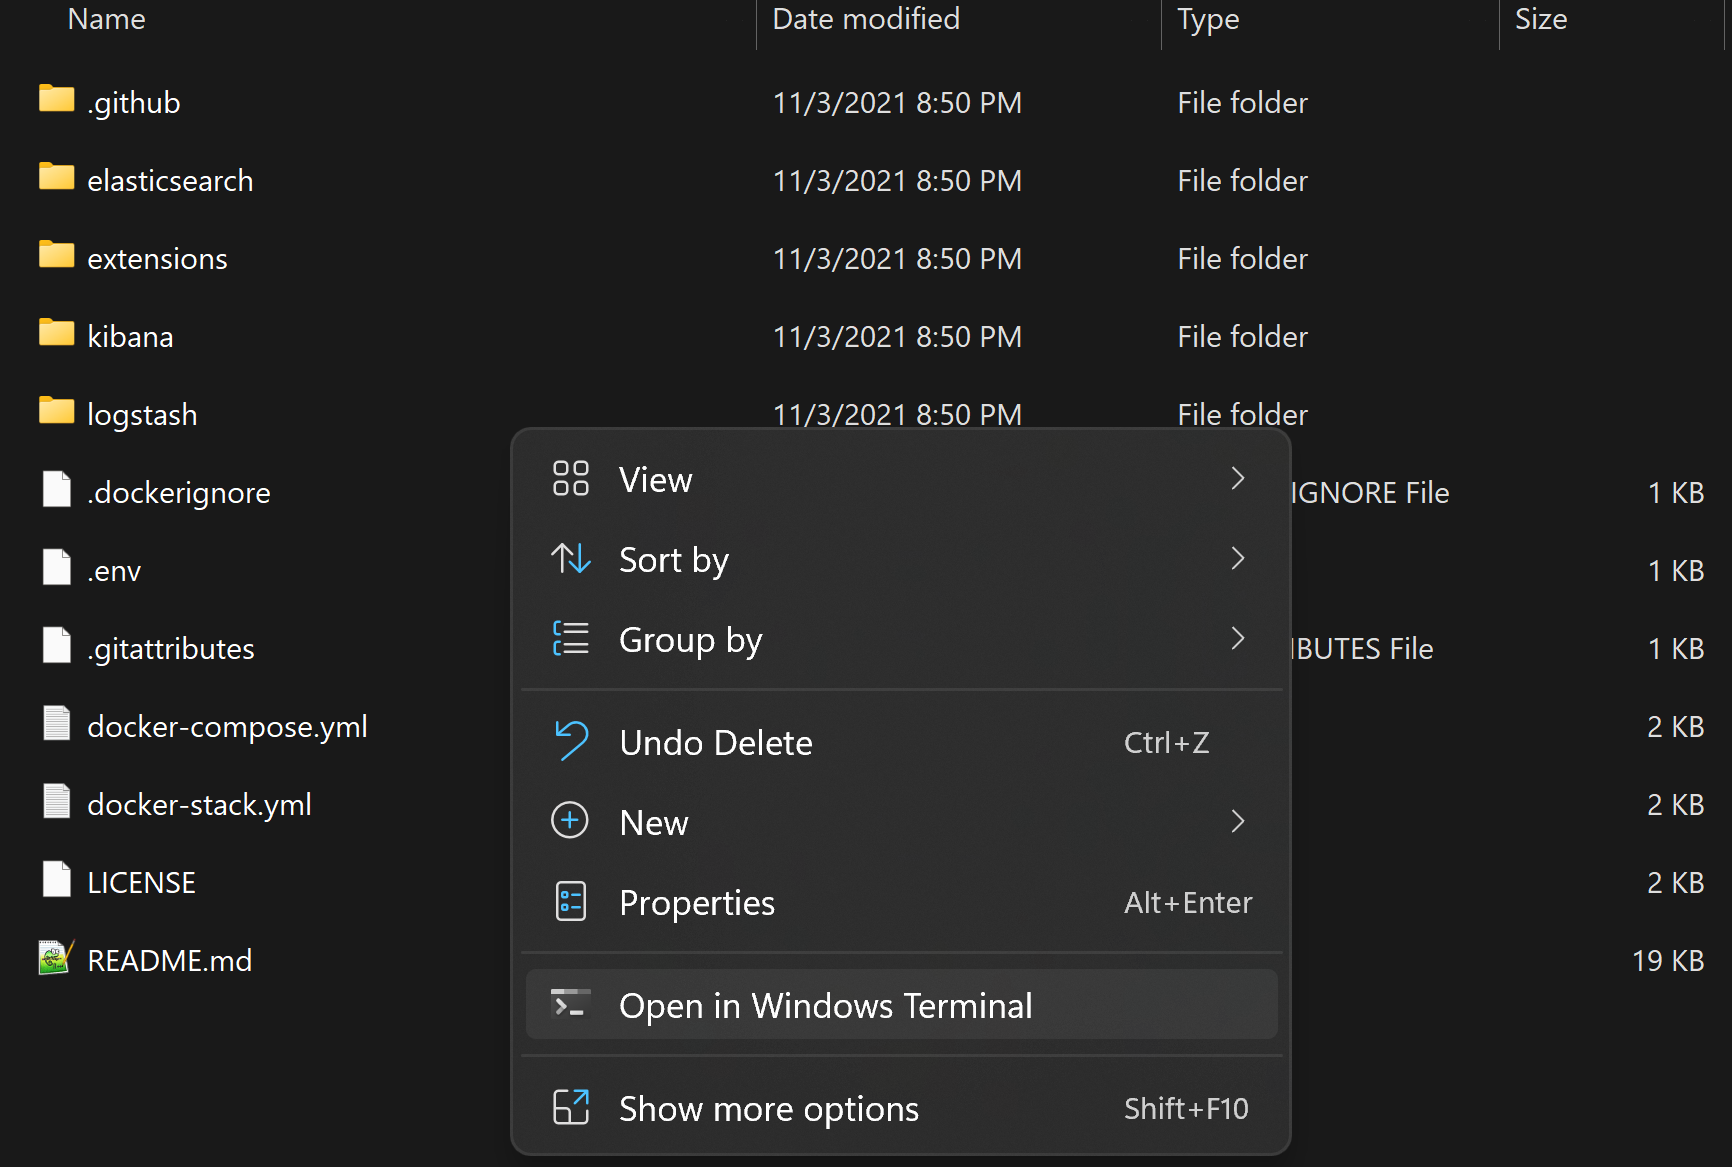 Name Date modified Type Size
.github 11/3/2021 8:50 PM File folder
elasticsearch 11/3/2021 8:50 PM File folder
extensions 11/3/2021 8:50 PM File folder
kibana 11/3/2021 8:50 PM File folder
logstash 11/3/2021 8:50 PM File folder
.dockerignore IGNORE File 1 KB
.env 1 KB
.gitattributes IBUTES File 1 KB
docker-compose.yml 2 KB
docker-stack.yml 2 KB
LICENSE 2 KB
README.md 19 KB
View
Sort by
Group by
Undo Delete Ctrl+Z
New
Properties Alt+Enter
Open in Windows Terminal
Show more options Shift+F10